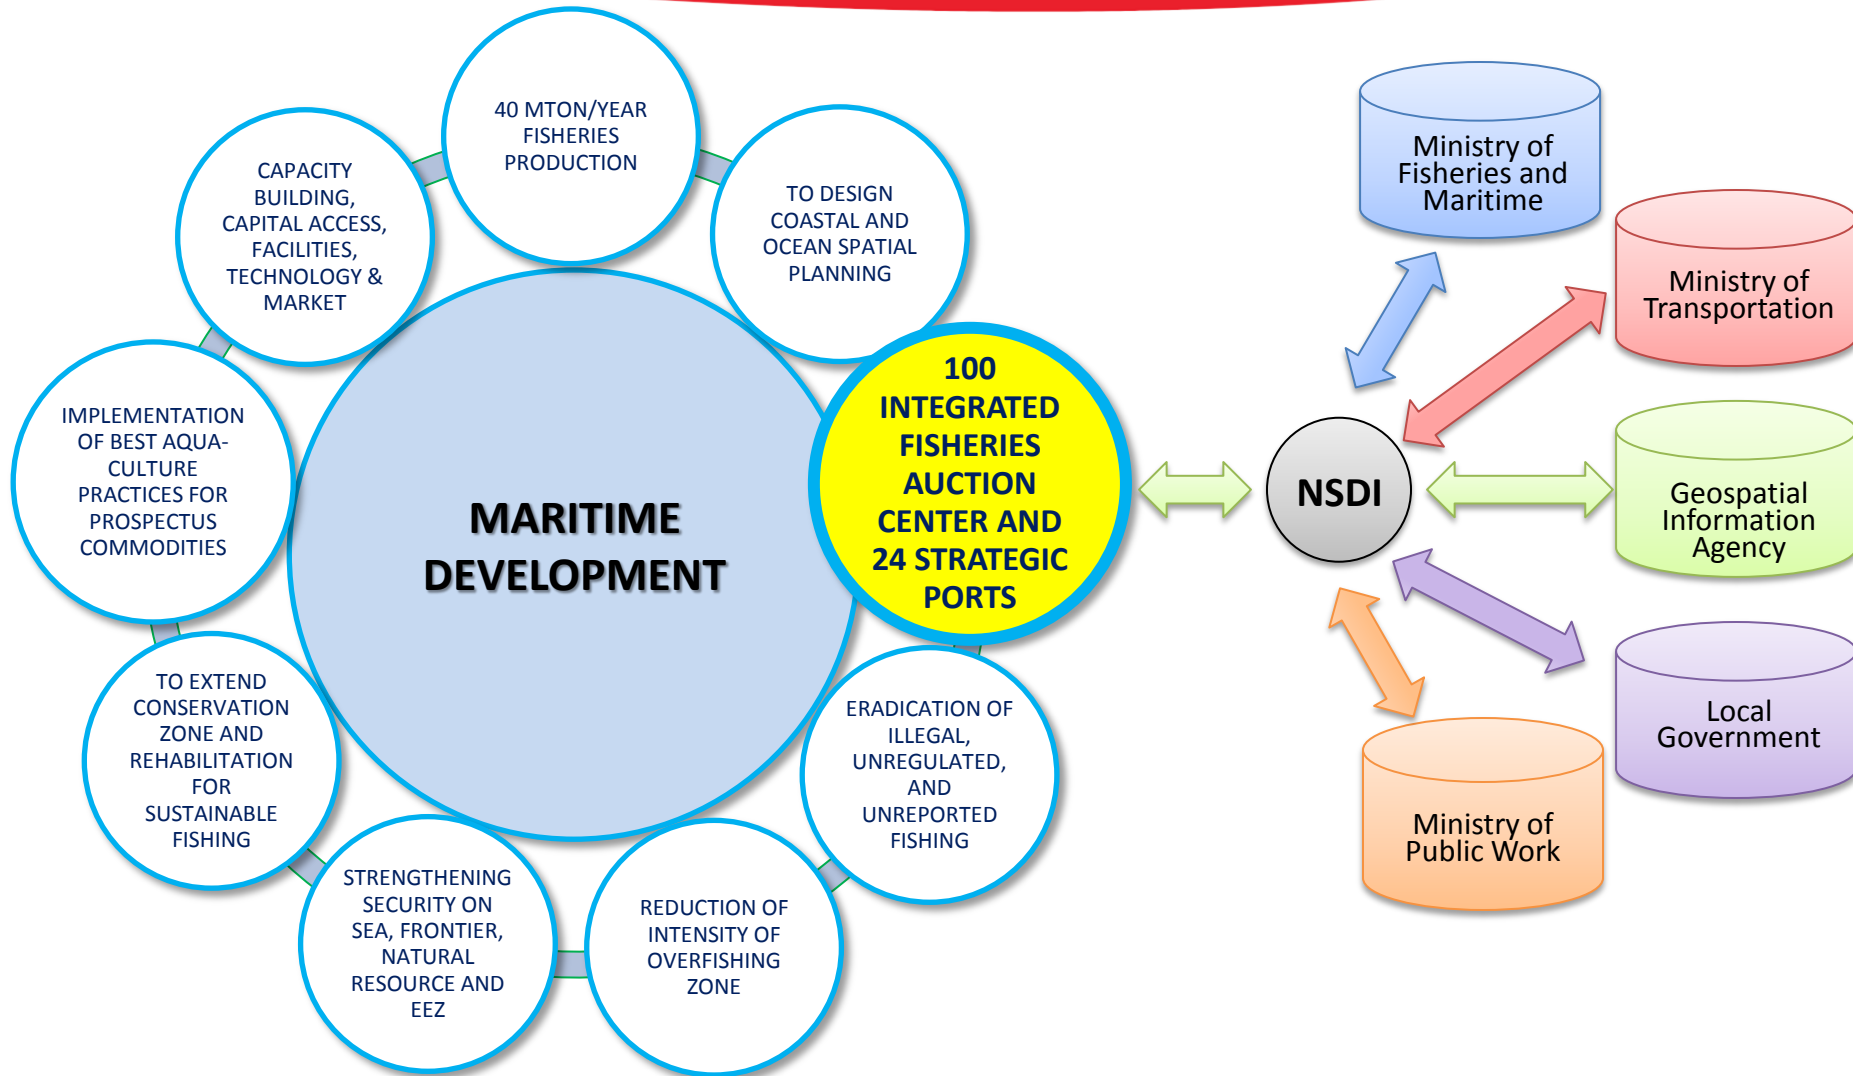 40 MTON/YEAR
FISHERIES
PRODUCTION
TO DESIGN
COASTAL AND
OCEAN SPATIAL
PLANNING
100
INTEGRATED
FISHERIES
AUCTION
CENTER AND
24 STRATEGIC
PORTS
ERADICATION OF
ILLEGAL,
UNREGULATED,
AND
UNREPORTED
FISHING
REDUCTION OF
INTENSITY OF
OVERFISHING
ZONE
STRENGTHENING
SECURITY ON
SEA, FRONTIER,
NATURAL
RESOURCE AND
EEZ
TO EXTEND
CONSERVATION
ZONE AND
REHABILITATION
FOR
SUSTAINABLE
FISHING
IMPLEMENTATION
OF BEST AQUA-
CULTURE
PRACTICES FOR
PROSPECTUS
COMMODITIES
CAPACITY
BUILDING,
CAPITAL ACCESS,
FACILITIES,
TECHNOLOGY &
MARKET
MARITIME
DEVELOPMENT
NSDI
Ministry of
Fisheries and
Maritime
Ministry of
Transportation
Geospatial
Information
Agency
Local
Government
Ministry of
Public Work